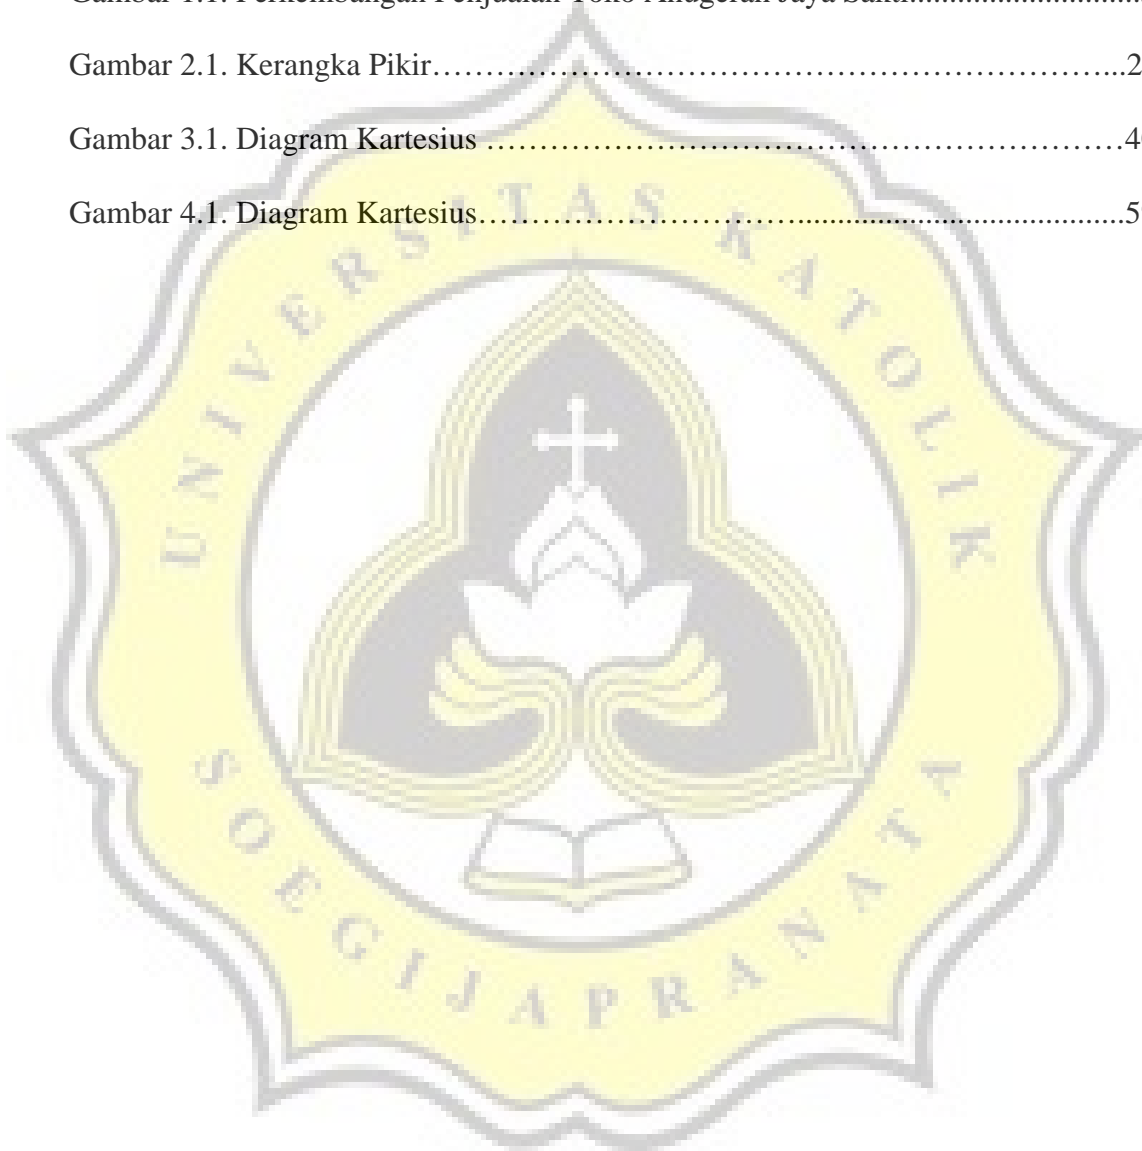 Gambar 1.1. Perkembangan Penjualan Toko Anugerah Jaya Sakti...............................
Gambar 2.1. Kerangka Pikir……………………………………………………………...2
Gambar 3.1. Diagram Kartesius ……………………………………………………………4
Gambar 4.1. Diagram Kartesius………………………………..........................................5
UNIVERSITAS KATOLIK
SOEGIJAPRANATA